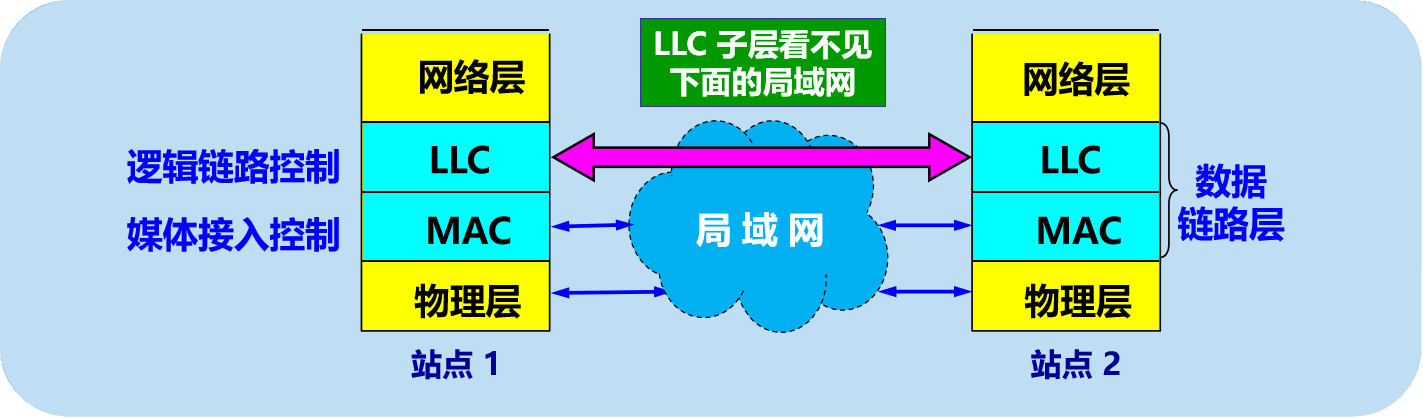 LLC 子层看不见
下面的局域网
网络层
网络层
逻辑链路控制
LLC
LLC
数据
链路层
媒体接入控制
MAC
局域网
MAC
物理层
物理层
站点 1
站点 2